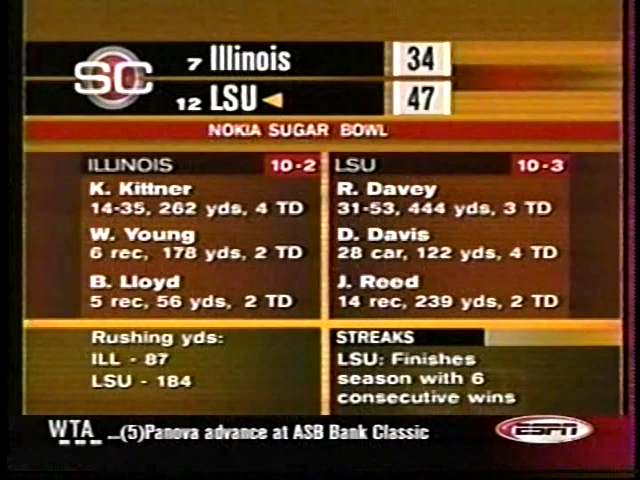 SC
7 Illinois 34
12 LSU 47
NOKIA SUGAR BOWL
ILLINOIS 10-2
K. Kittner
14-35, 262 yds, 4 TD
W. Young
6 rec, 178 yds, 2 TD
B. Lloyd
5 rec, 56 yds, 2 TD
LSU 10-3
R. Davey
31-53, 444 yds, 3 TD
D. Davis
28 car, 122 yds, 4 TD
J. Reed
14 rec, 239 yds, 2 TD
Rushing yds:
ILL - 87
LSU - 184
STREAKS
LSU: Finishes
season with 6
consecutive wins
WTA ...(5)Panova advance at ASB Bank Classic
ESPN